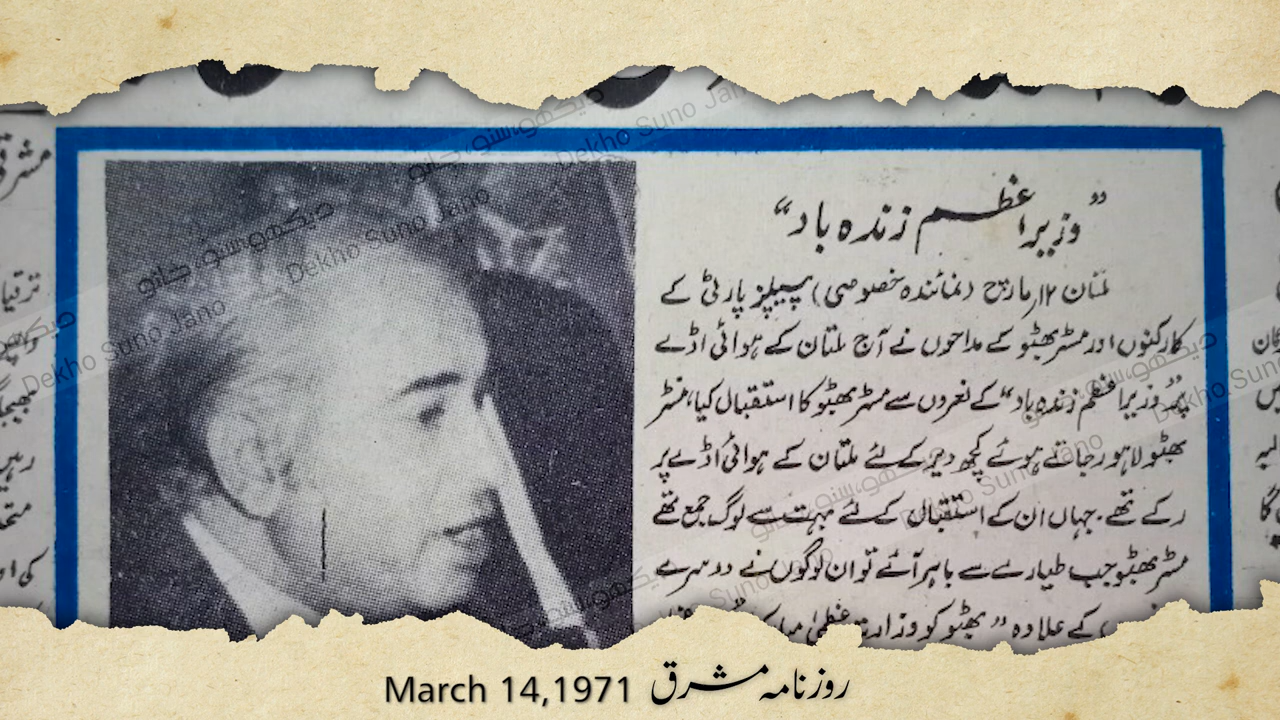 ”وزیراعظم زندہ باد“
ملتان ۱۲؍مارچ (نمائندہ خصوصی) پیپلز پارٹی کے
کارکنوں اور مسٹر بھٹو کے مداحوں نے آج ملتان کے ہوائی اڈے
پر ”وزیراعظم زندہ باد“ کے نعروں سے مسٹر بھٹو کا استقبال کیا، مسٹر
بھٹو لاہور جاتے ہوئے کچھ دیر کے لئے ملتان کے ہوائی اڈے پر
رکے تھے۔ جہاں ان کے استقبال کے لئے بہت سے لوگ جمع تھے
مسٹر بھٹو جب طیارے سے باہر آئے تو ان لوگوں نے دوسرے
کے علاوہ ”بھٹو کو وزارت عظمیٰ
March 14,1971 روزنامہ مشرق
دیکھو،سنو،جانو
Dekho Suno Jano